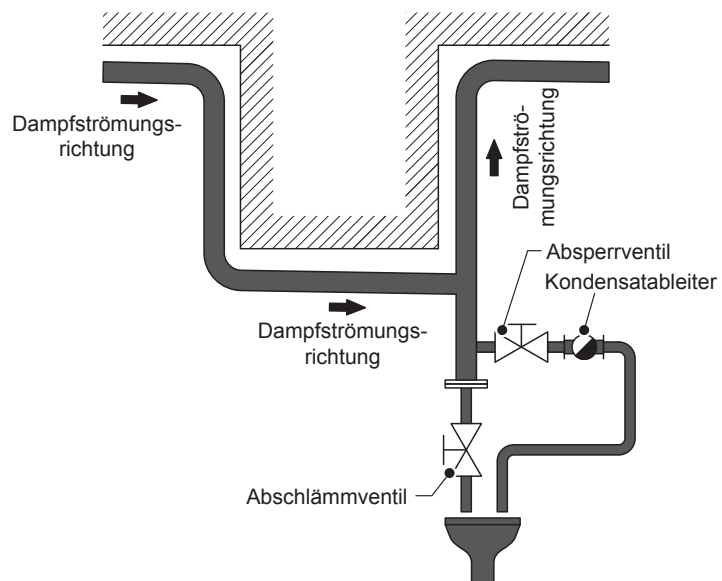 Dampfströmungs-
richtung
Dampfströ-
mungsrichtung
Absperrventil
Kondensatableiter
Dampfströmungs-
richtung
Abschlämmventil